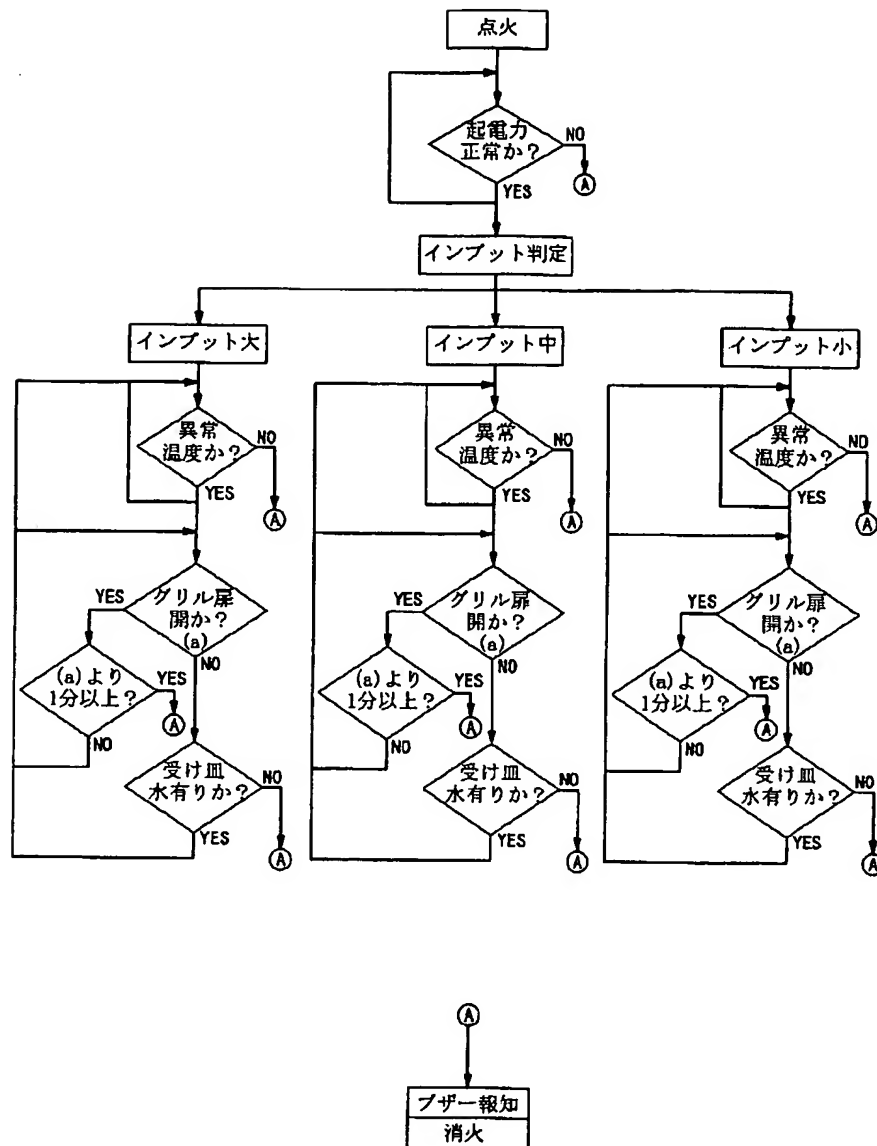 点火
起電力
正常か？
NO
A
YES
インプット判定
インプット大
インプット中
インプット小
異常
温度か？
NO
YES
A
異常
温度か？
NO
YES
A
異常
温度か？
NO
YES
A
YES
グリル扉
開か？
(a)
NO
(a)より
1分以上？
YES
A
NO
受け皿
水有りか？
NO
YES
A
YES
グリル扉
開か？
(a)
NO
(a)より
1分以上？
YES
A
NO
受け皿
水有りか？
NO
YES
A
YES
グリル扉
開か？
(a)
NO
(a)より
1分以上？
YES
A
NO
受け皿
水有りか？
NO
YES
A
A
ブザー報知
消火